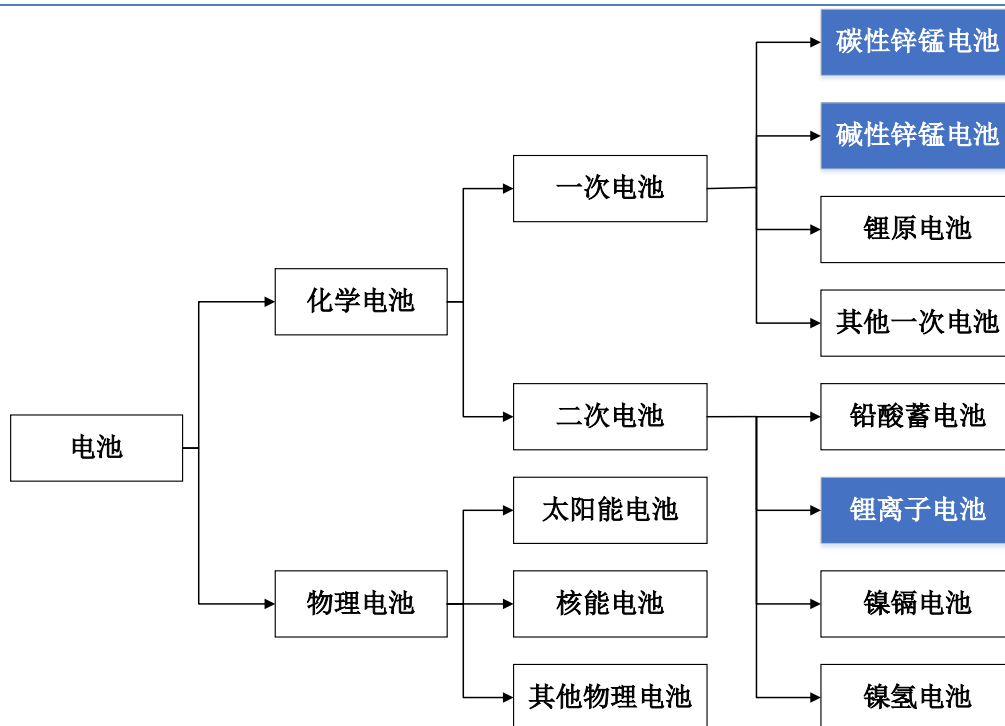 碳性锌锰电池
碱性锌锰电池
一次电池
锂原电池
化学电池
其他一次电池
二次电池
铅酸蓄电池
电池
太阳能电池
锂离子电池
物理电池
核能电池
镍镉电池
其他物理电池
镍氢电池